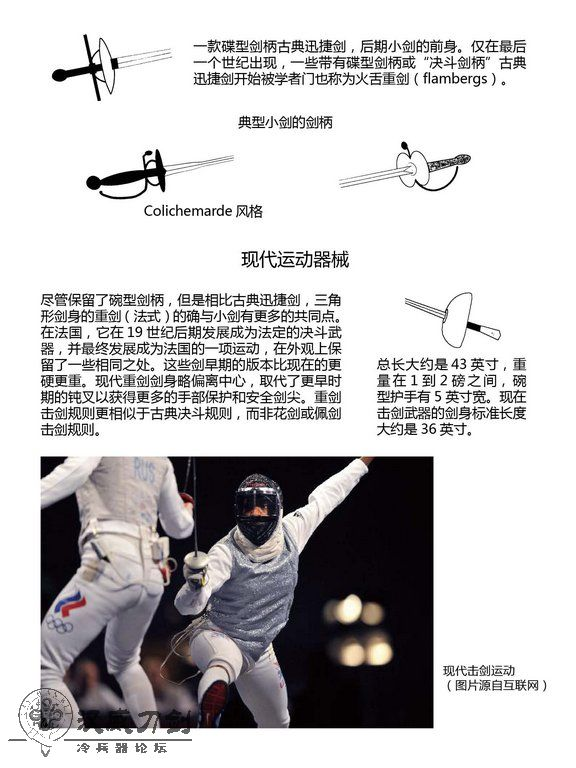 一款碟型剑柄古典迅捷剑，后期小剑的前身。仅在最后
一个世纪出现，一些带有碟型剑柄或“决斗剑柄”古典
迅捷剑开始被学者门也称为火舌重剑（flambergs）。
典型小剑的剑柄
Colichemarde 风格
现代运动器械
尽管保留了碗型剑柄，但是相比古典迅捷剑，三角
形剑身的重剑（法式）的确与小剑有更多的共同点。
在法国，它在 19 世纪后期发展成为法定的决斗武
器，并最终发展成为法国的一项运动，在外观上保
留了一些相同之处。这些剑早期的版本比现在的更
硬更重。现代重剑剑身略偏离中心，取代了更早时
期的钝叉以获得更多的手部保护和安全剑尖。重剑
击剑规则更相似于古典决斗规则，而非花剑或佩剑
击剑规则。
总长大约是 43 英寸，重
量在 1 到 2 磅之间，碗
型护手有 5 英寸宽。现在
击剑武器的剑身标准长度
大约是 36 英寸。
RUS
现代击剑运动
（图片源自互联网）
汉威刀剑
冷兵器论坛